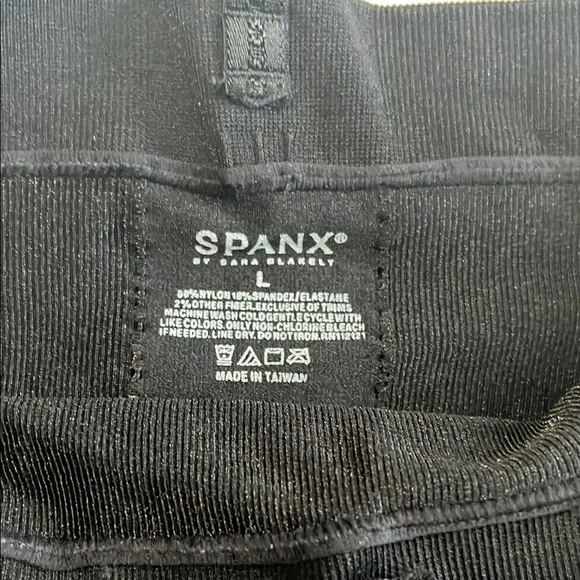 SPANX®
BY SARA BLAKELY
L
80%NYLON 18%SPANDEX/ELASTANE
2% OTHER FIBER. EXCLUSIVE OF TRIMS
MACHINE WASH COLD GENTLE CYCLE WITH
LIKE COLORS. ONLY NON-CHLORINE BLEACH
IF NEEDED. LINE DRY. DO NOT IRON. RN112121
MADE IN TAIWAN